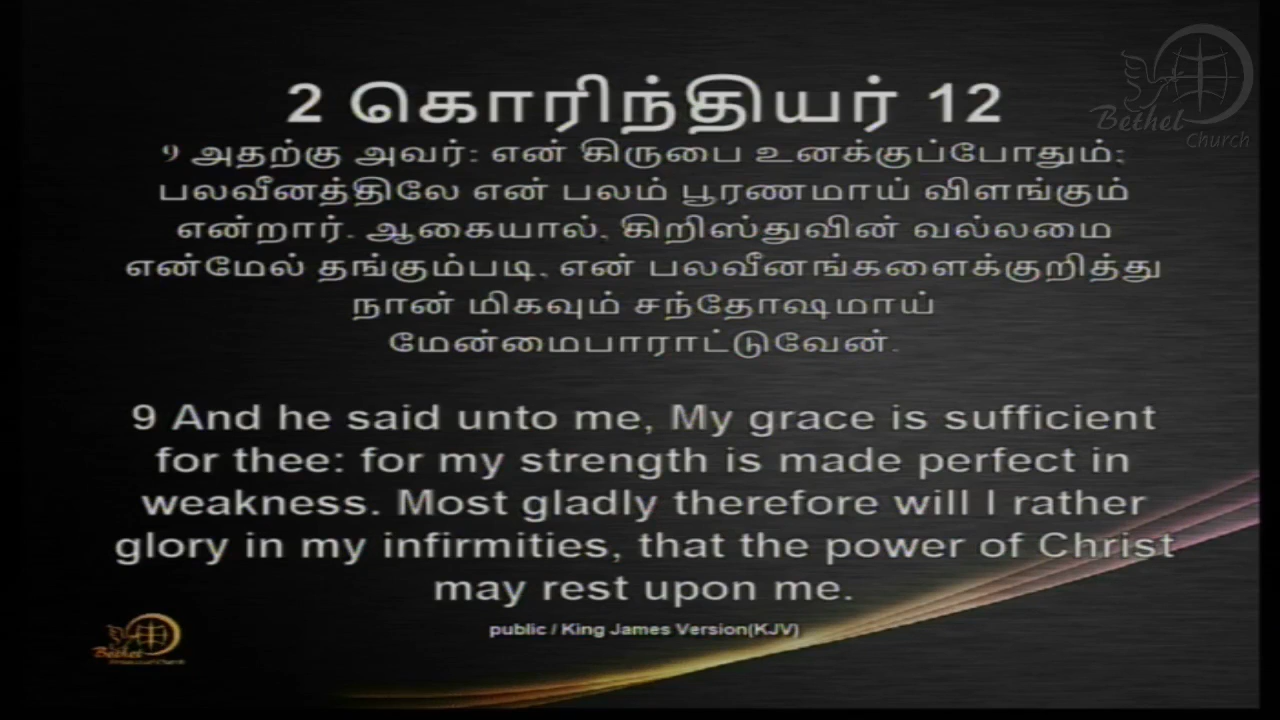 Bethel
Church
2 கொரிந்தியர் 12
9 அதற்கு அவர்: என் கிருபை உனக்குப்போதும்;
பலவீனத்திலே என் பலம் பூரணமாய் விளங்கும்
என்றார். ஆகையால், கிறிஸ்துவின் வல்லமை
என்மேல் தங்கும்படி, என் பலவீனங்களைக்குறித்து
நான் மிகவும் சந்தோஷமாய்
மேன்மைபாராட்டுவேன்.
9 And he said unto me, My grace is sufficient
for thee: for my strength is made perfect in
weakness. Most gladly therefore will I rather
glory in my infirmities, that the power of Christ
may rest upon me.
public / King James Version(KJV)
Bethel